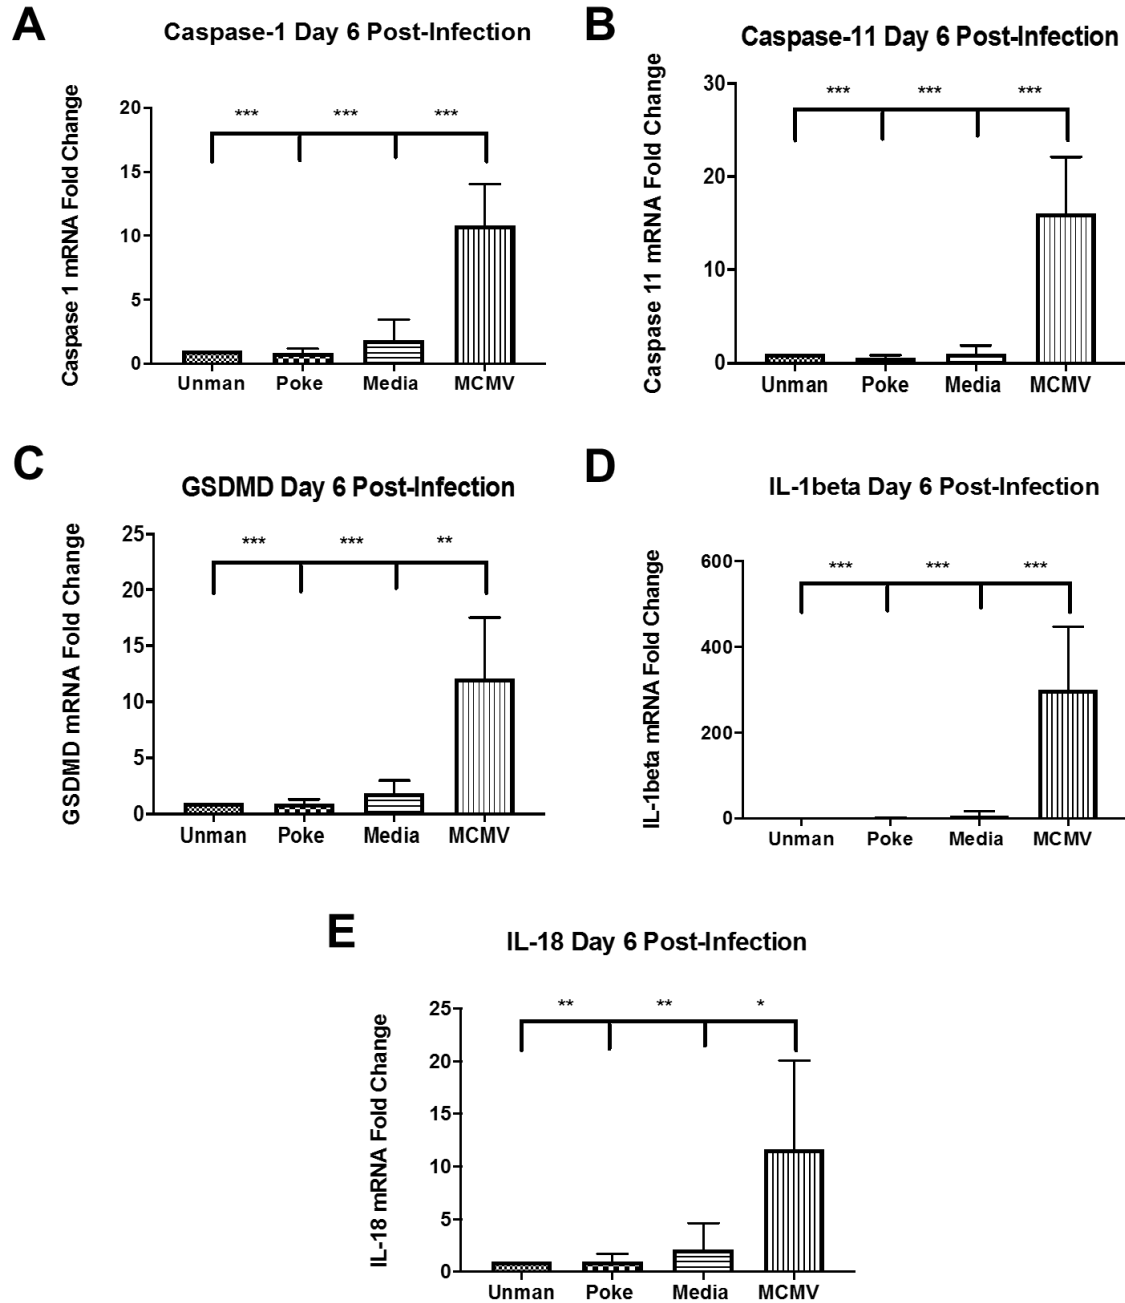 A
Caspase-1 Day 6 Post-Infection
Caspase 1 mRNA Fold Change
20
15
10
5
0
*** *** ***
Unman Poke Media MCMV
B
Caspase-11 Day 6 Post-Infection
Caspase 11 mRNA Fold Change
30
20
10
0
*** *** ***
Unman Poke Media MCMV
C
GSDMD Day 6 Post-Infection
GSDMD mRNA Fold Change
25
20
15
10
5
0
*** *** **
Unman Poke Media MCMV
D
IL-1beta Day 6 Post-Infection
IL-1beta mRNA Fold Change
600
400
200
0
*** *** ***
Unman Poke Media MCMV
E
IL-18 Day 6 Post-Infection
IL-18 mRNA Fold Change
25
20
15
10
5
0
** ** *
Unman Poke Media MCMV